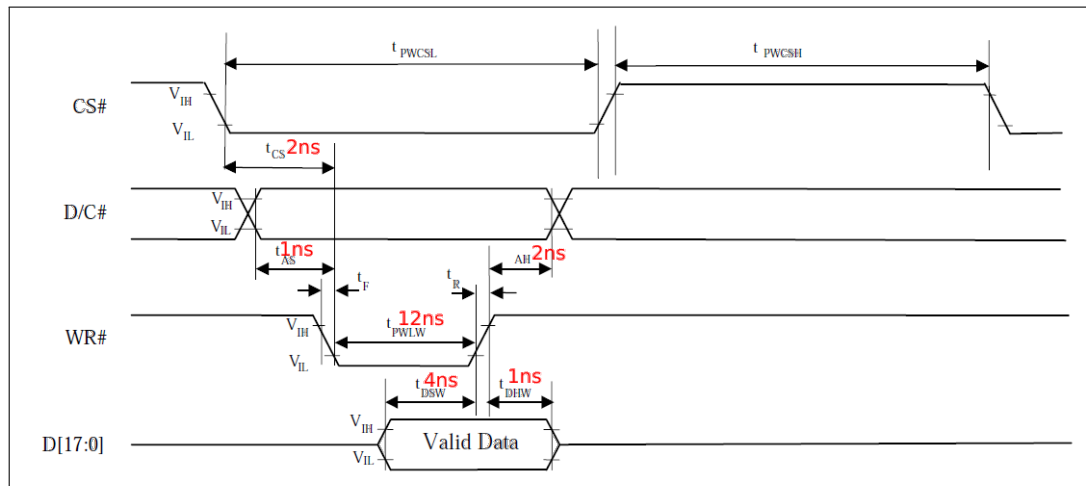 t PWCSL
t PWCSH
CS#
V IH
V IL
t CS 2ns
D/C#
V IH
V IL
t AS 1ns
AH 2ns
t F
t R
WR#
V IH
V IL
t PWLW 12ns
t DSW 4ns
t DHW 1ns
D[17:0]
V IH
V IL
Valid Data